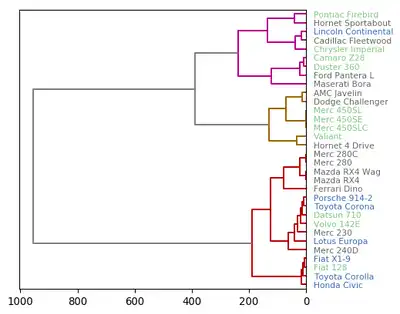 Pontiac Firebird
Hornet Sportabout
Lincoln Continental
Cadillac Fleetwood
Chrysler Imperial
Camaro Z28
Duster 360
Ford Pantera L
Maserati Bora
AMC Javelin
Dodge Challenger
Merc 450SL
Merc 450SE
Merc 450SLC
Valiant
Hornet 4 Drive
Merc 280C
Merc 280
Mazda RX4 Wag
Mazda RX4
Ferrari Dino
Porsche 914-2
Toyota Corona
Datsun 710
Volvo 142E
Merc 230
Lotus Europa
Merc 240D
Fiat X1-9
Fiat 128
Toyota Corolla
Honda Civic
1000 800 600 400 200 0